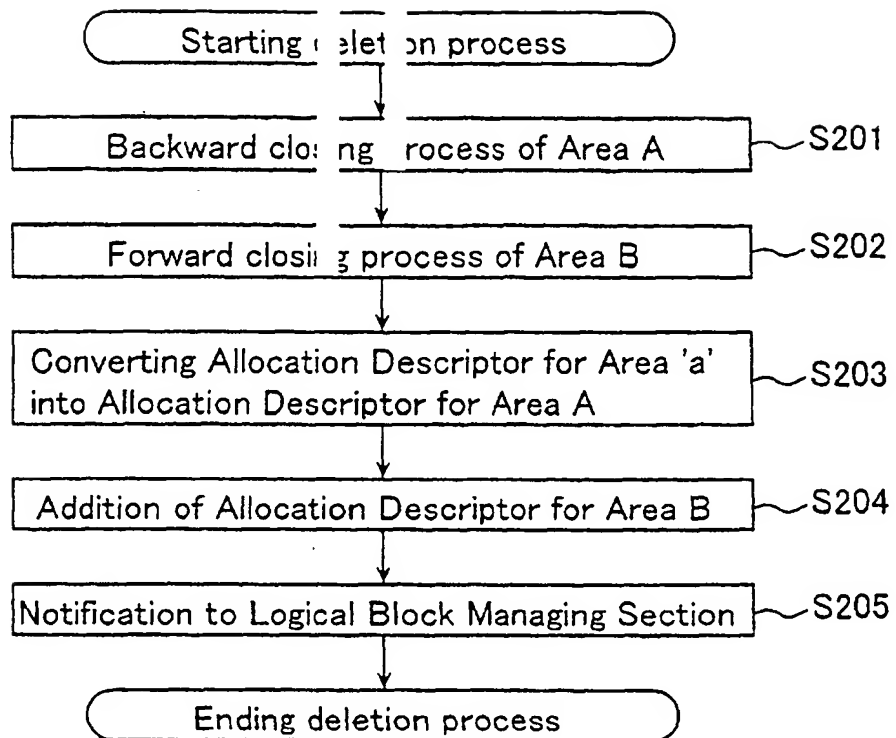 Starting deletion process
Backward closing process of Area A
S201
Forward closing process of Area B
S202
Converting Allocation Descriptor for Area 'a'
into Allocation Descriptor for Area A
S203
Addition of Allocation Descriptor for Area B
S204
Notification to Logical Block Managing Section
S205
Ending deletion process